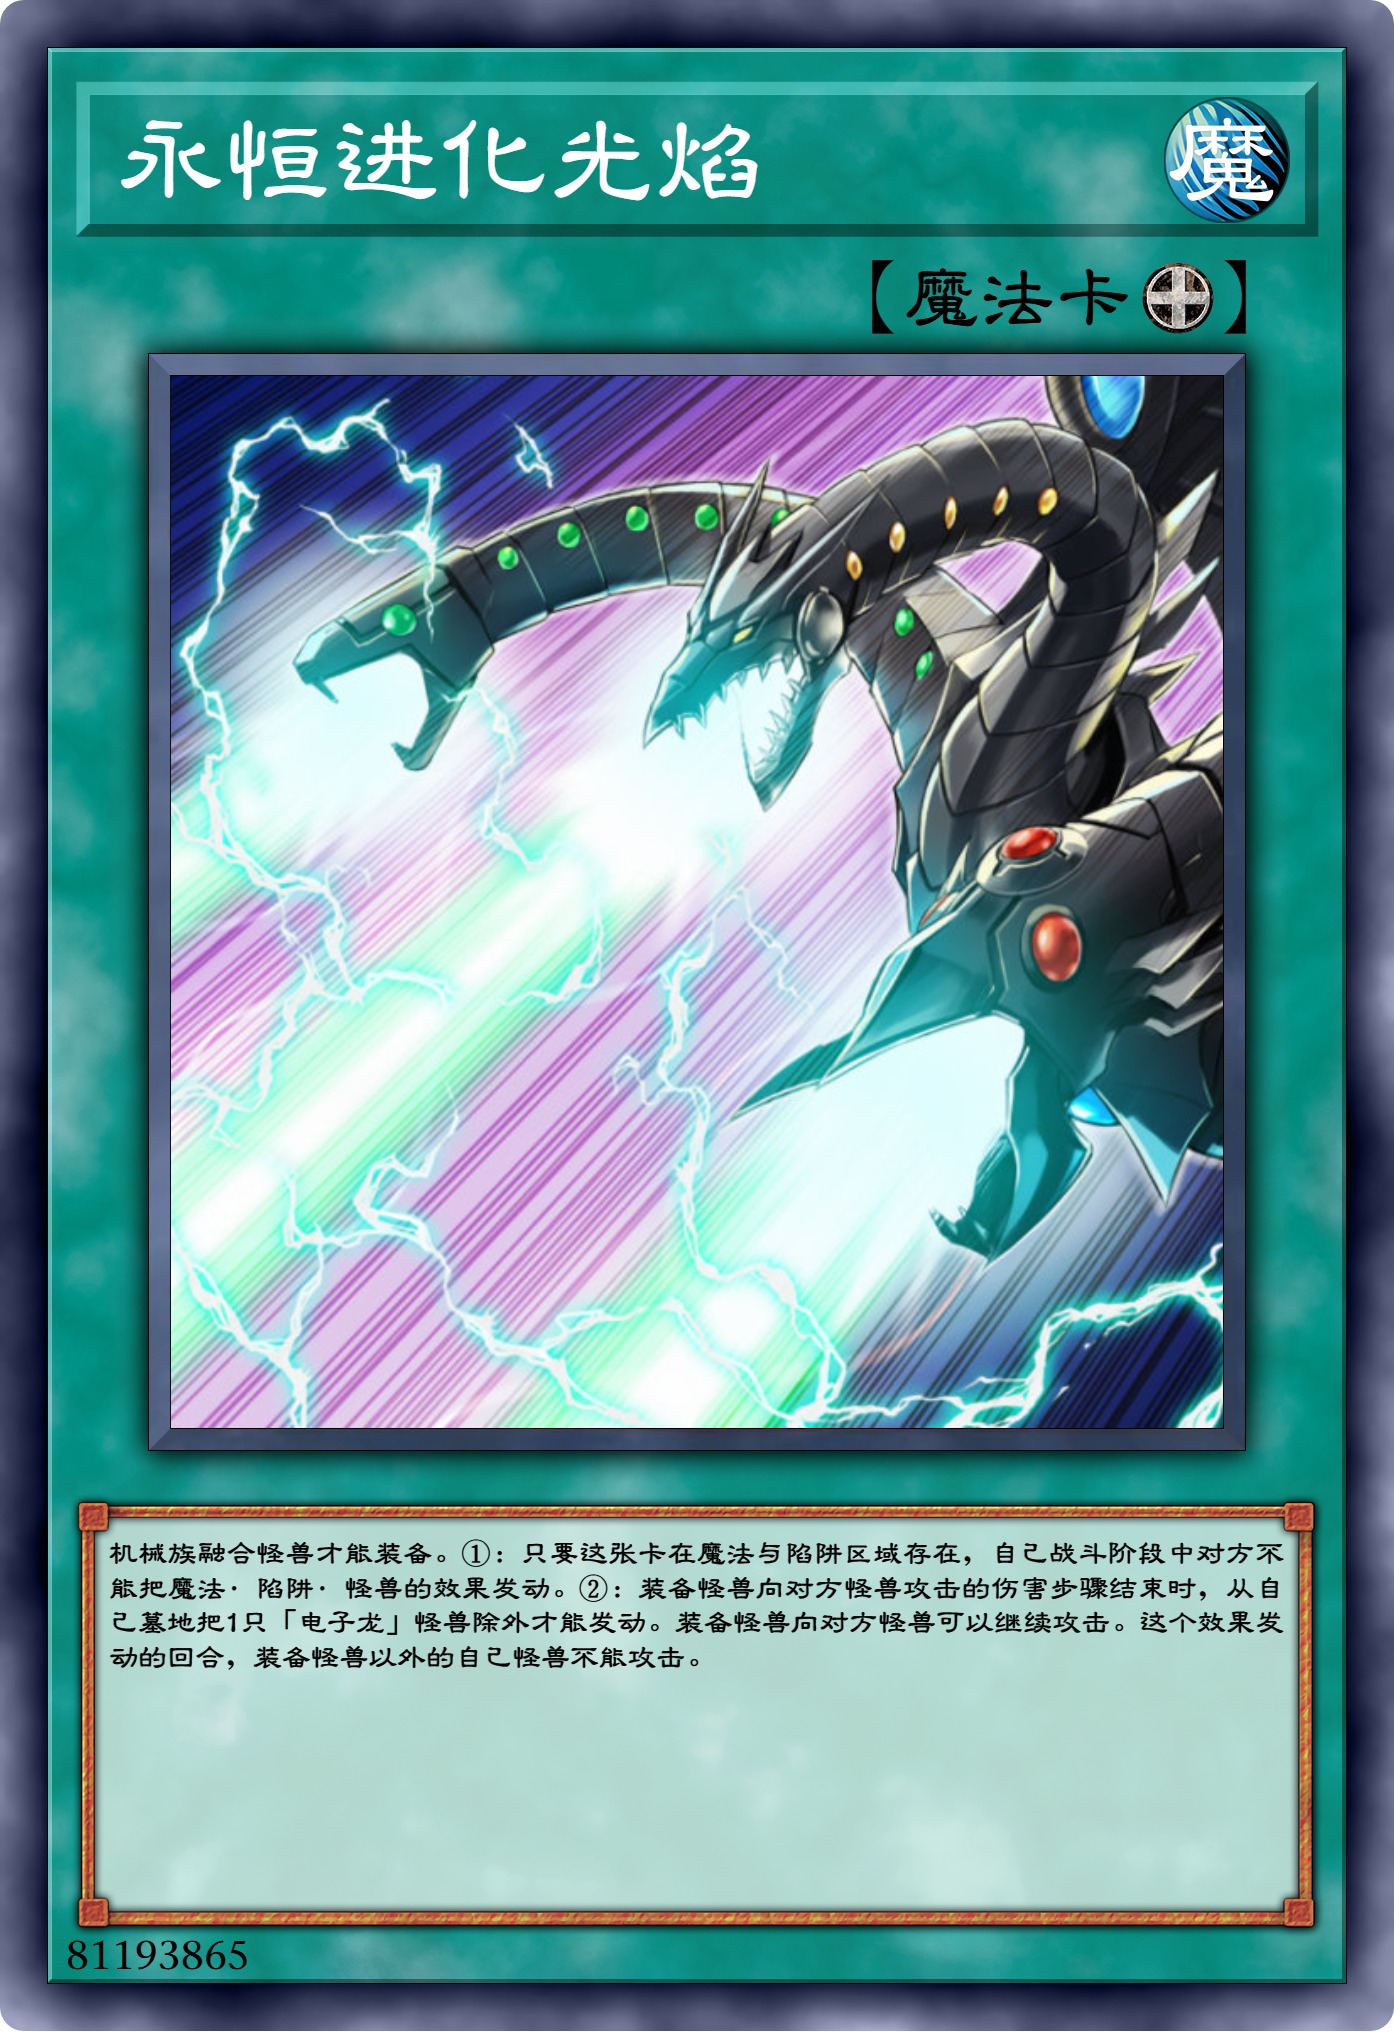 永恒进化光焰
魔
【魔法卡】
机械族融合怪兽才能装备。①：只要这张卡在魔法与陷阱区域存在，自己战斗阶段中对方不
能把魔法·陷阱·怪兽的效果发动。②：装备怪兽向对方怪兽攻击的伤害步骤结束时，从自
己墓地把1只「电子龙」怪兽除外才能发动。装备怪兽向对方怪兽可以继续攻击。这个效果发
动的回合，装备怪兽以外的自己怪兽不能攻击。
81193865